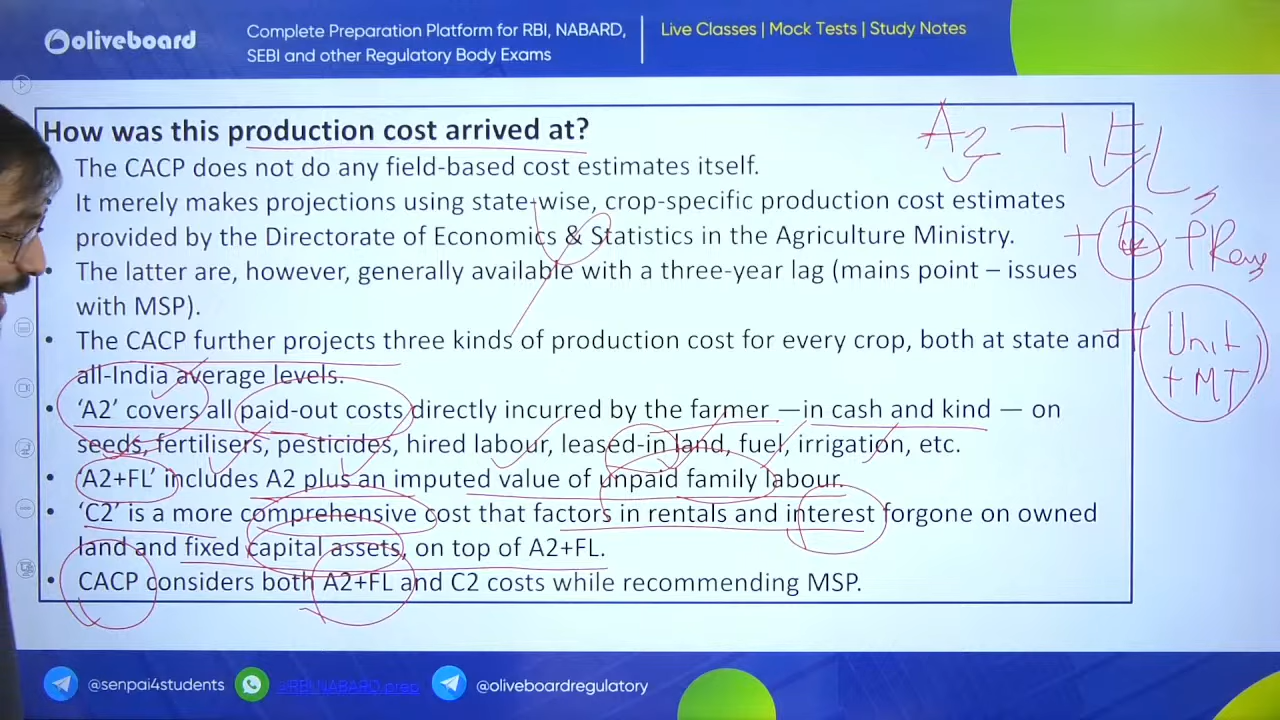 oliveboard
Complete Preparation Platform for RBI, NABARD,
SEBI and other Regulatory Body Exams
Live Classes | Mock Tests | Study Notes
How was this production cost arrived at?
The CACP does not do any field-based cost estimates itself.
It merely makes projections using state-wise, crop-specific production cost estimates
provided by the Directorate of Economics & Statistics in the Agriculture Ministry.
• The latter are, however, generally available with a three-year lag (mains point – issues
with MSP).
• The CACP further projects three kinds of production cost for every crop, both at state and
all-India average levels.
• ‘A2’ covers all paid-out costs directly incurred by the farmer —in cash and kind — on
seeds, fertilisers, pesticides, hired labour, leased-in land, fuel, irrigation, etc.
• ‘A2+FL’ includes A2 plus an imputed value of unpaid family labour.
• ‘C2’ is a more comprehensive cost that factors in rentals and interest forgone on owned
land and fixed capital assets, on top of A2+FL.
• CACP considers both A2+FL and C2 costs while recommending MSP.
A2 + FL
+
+ Unit
+ MT
@senpai4students
@RBI NABARD prep
@oliveboardregulatory